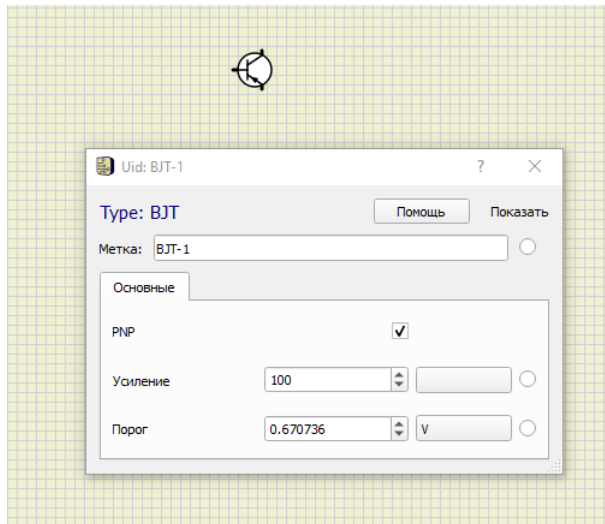 Uid: BJT-1 ?
Type: BJT Помощь Показать
Метка: BJT-1
Основные
PNP
Усиление 100
Порог 0.670736 V